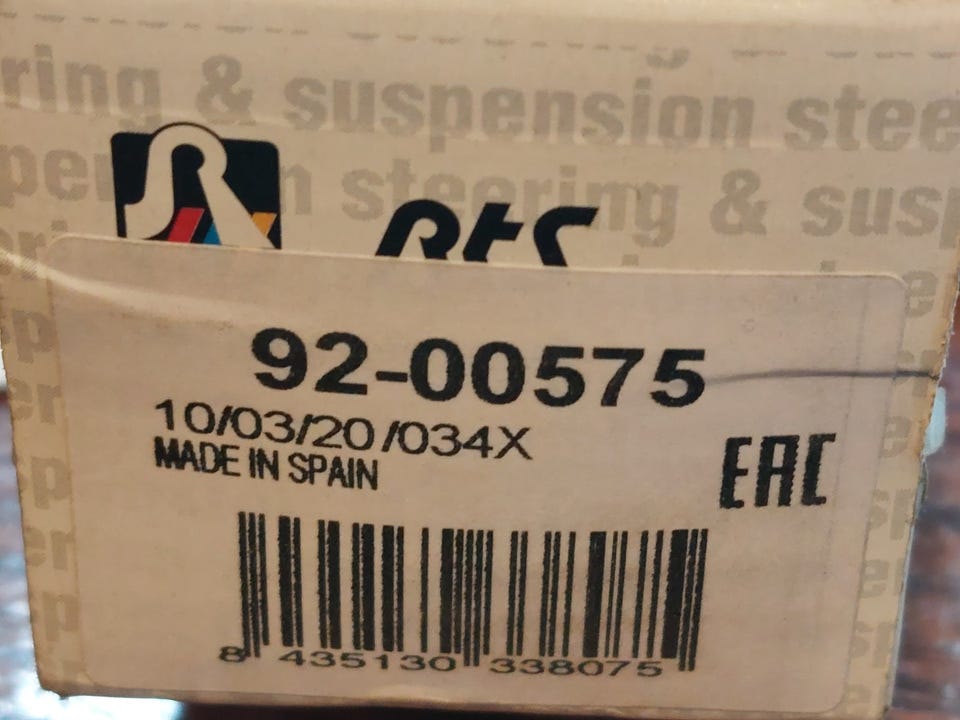 ring & suspension stee
pe n steering & susp
RTS
92-00575
10/03/20/034X
MADE IN SPAIN
EAC
8 435130 338075